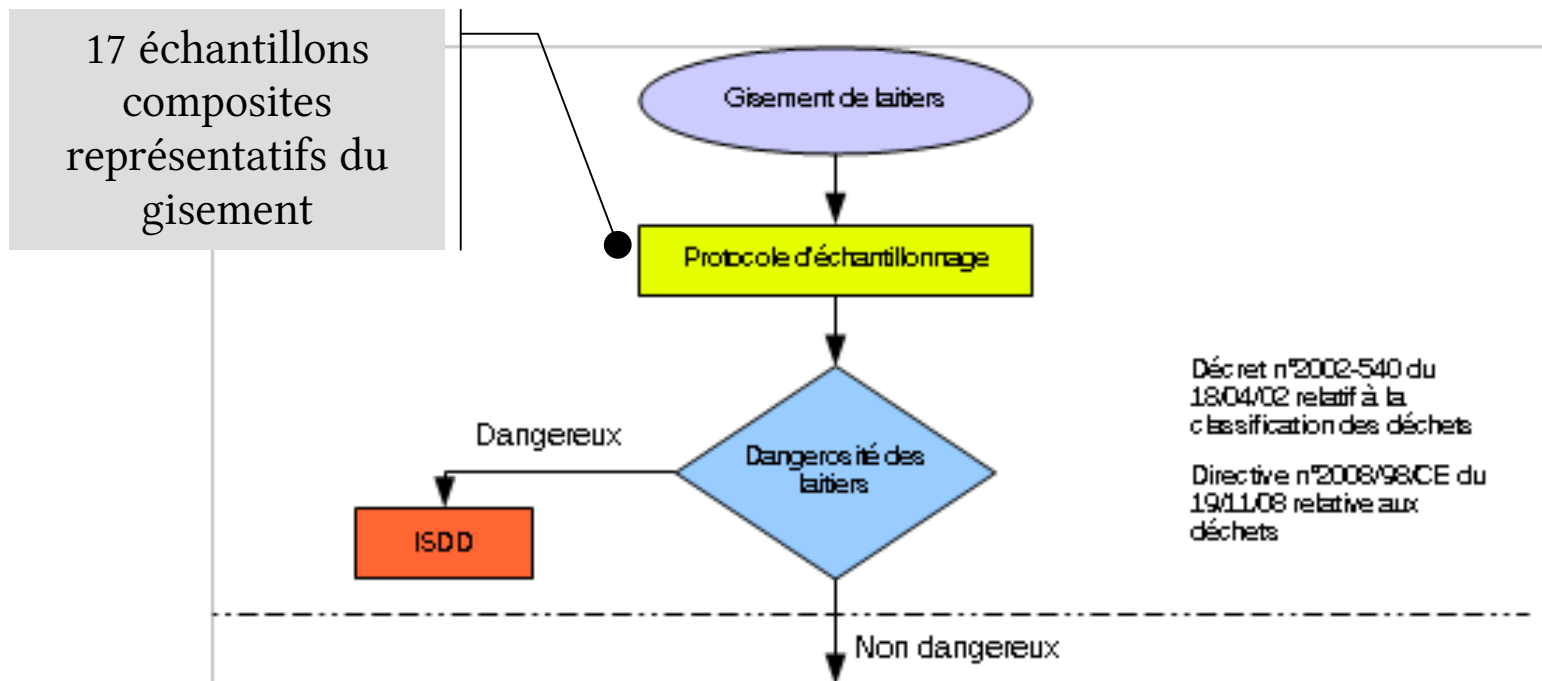 17 échantillons
composites
représentatifs du
gisement
Gisement de laitiers
Protocole d'échantillonnage
Décret n°2002-540 du
18/04/02 relatif à la
classification des déchets
Directive n°2008/98/CE du
19/11/08 relative aux
déchets
Dangereux
Dangerosité des
laitiers
ISDD
Non dangereux